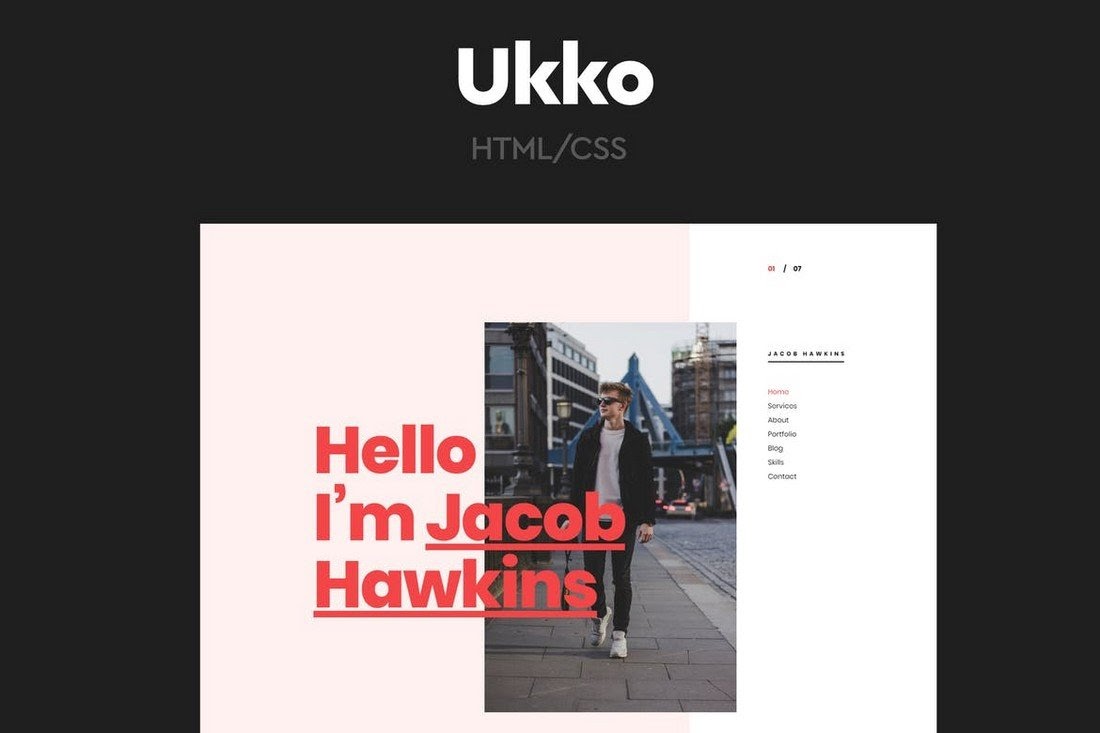 Ukko
HTML/CSS
01 / 07
JACOB HAWKINS
Home
Services
About
Portfolio
Blog
Skills
Contact
Hello
I’m Jacob
Hawkins